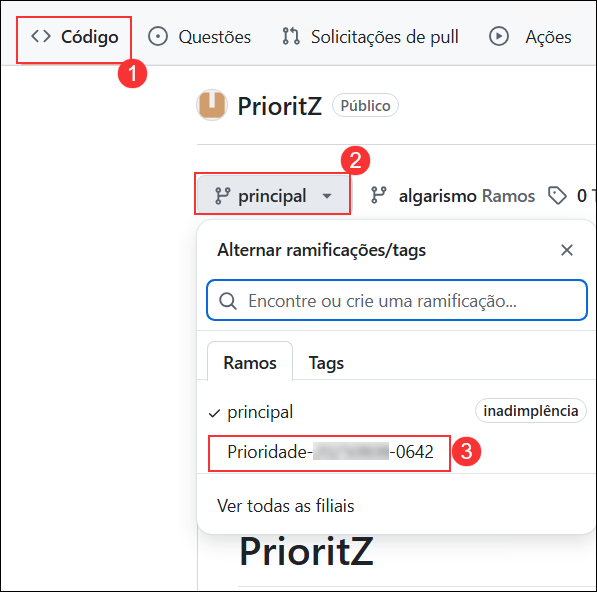 Código Questões Solicitações de pull Ações
1
PrioritZ Público
2
principal algarismo Ramos 0
Alternar ramificações/tags
Encontre ou crie uma ramificação...
Ramos Tags
principal inadimplência
Prioridade- -0642 3
Ver todas as filiais
PrioritZ